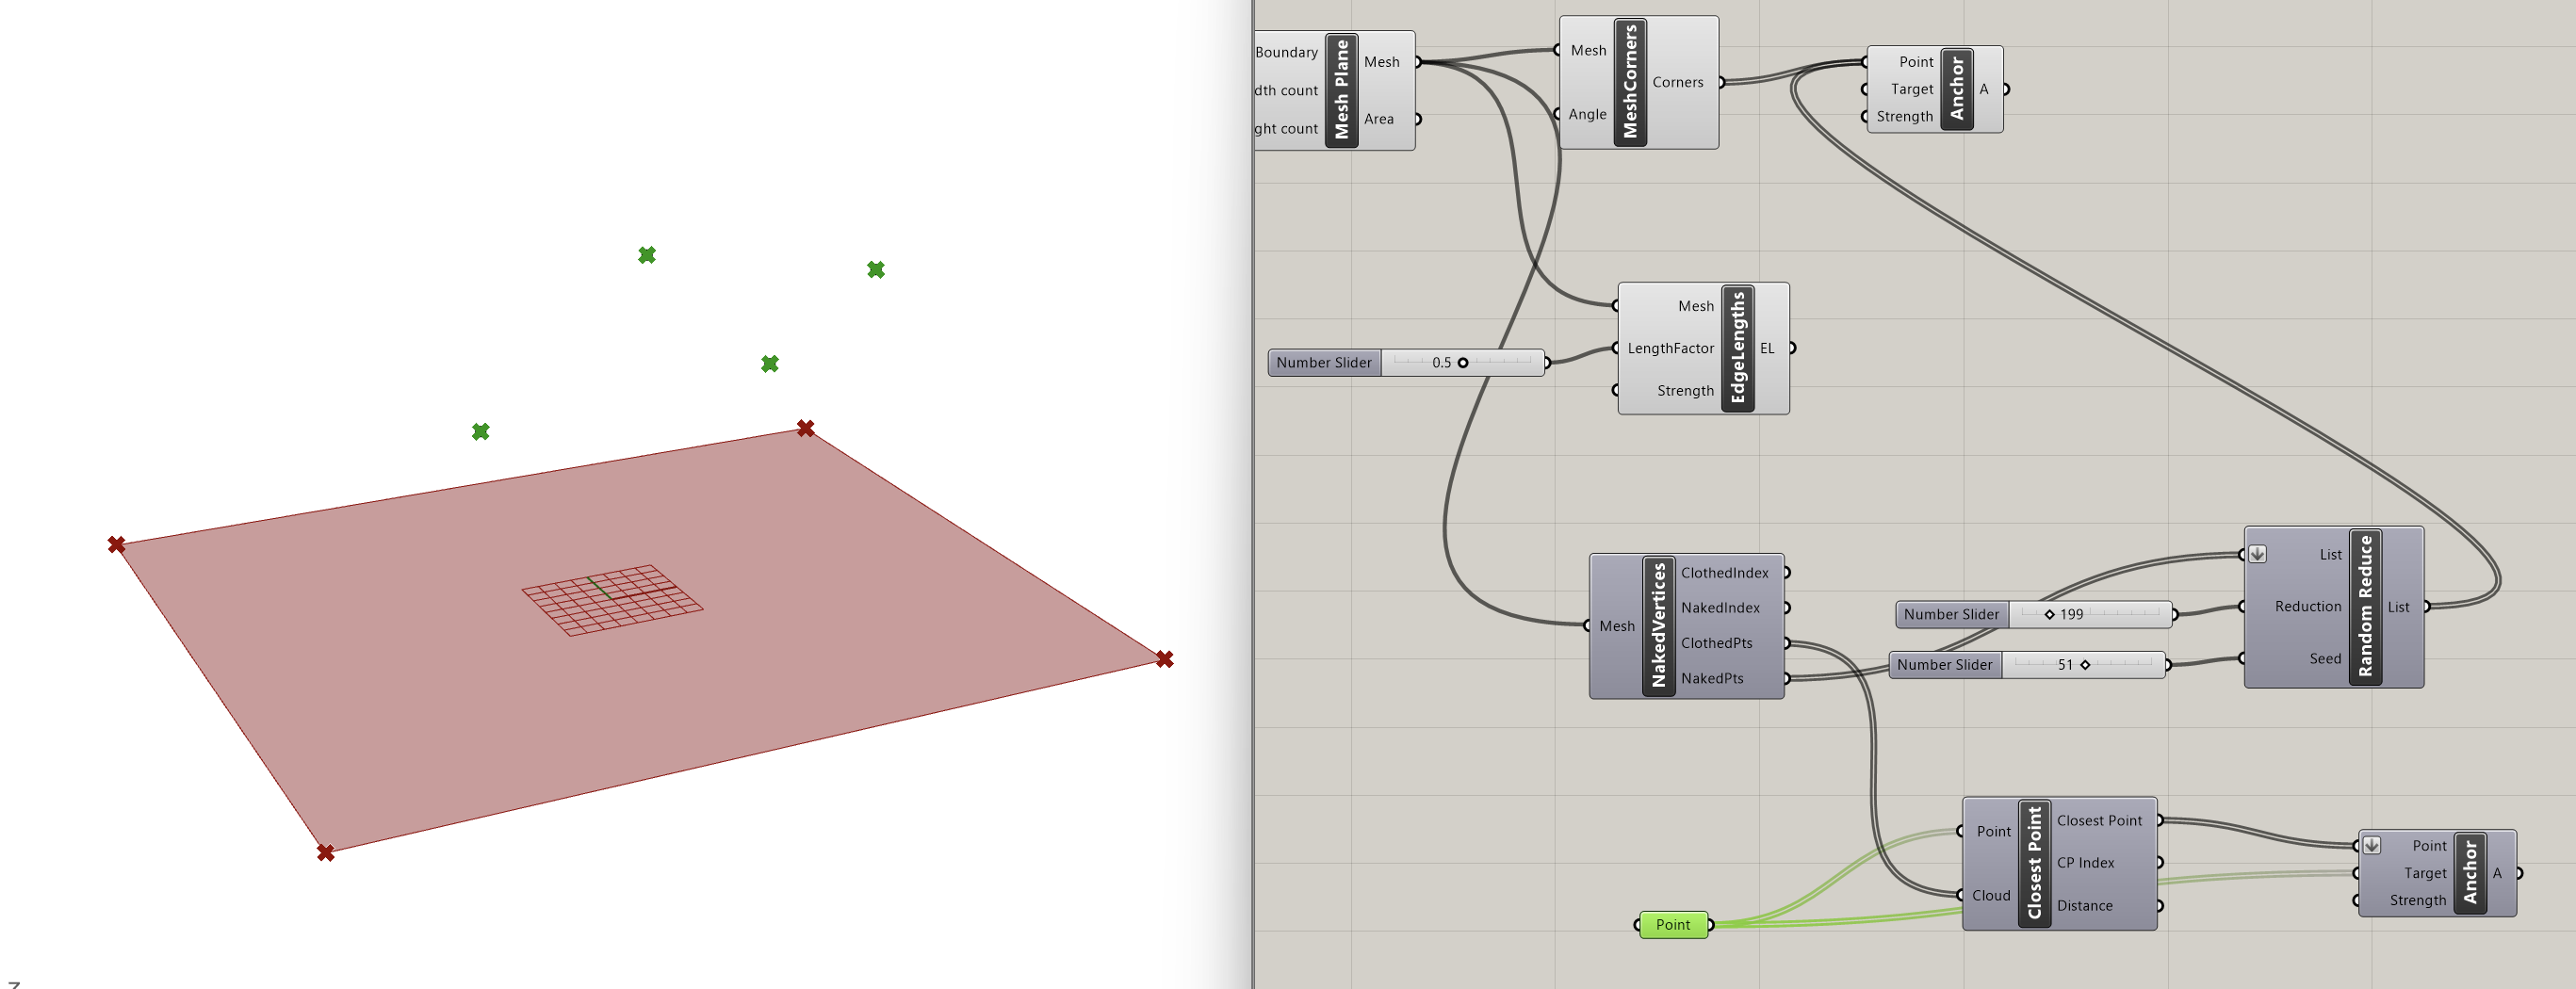 Boundary
dth count
ght count
Mesh Plane
Mesh
Area
Mesh
Angle
MeshCorners
Corners
Point
Target
Strength
Anchor
A
Mesh
LengthFactor
Strength
EdgeLengths
EL
Number Slider
0.5
Mesh
NakedVertices
ClothedIndex
NakedIndex
ClothedPts
NakedPts
Number Slider
199
Number Slider
51
List
Reduction
Seed
Random Reduce
List
Point
Cloud
Closest Point
Closest Point
CP Index
Distance
Point
Target
Strength
Anchor
A
Point
z